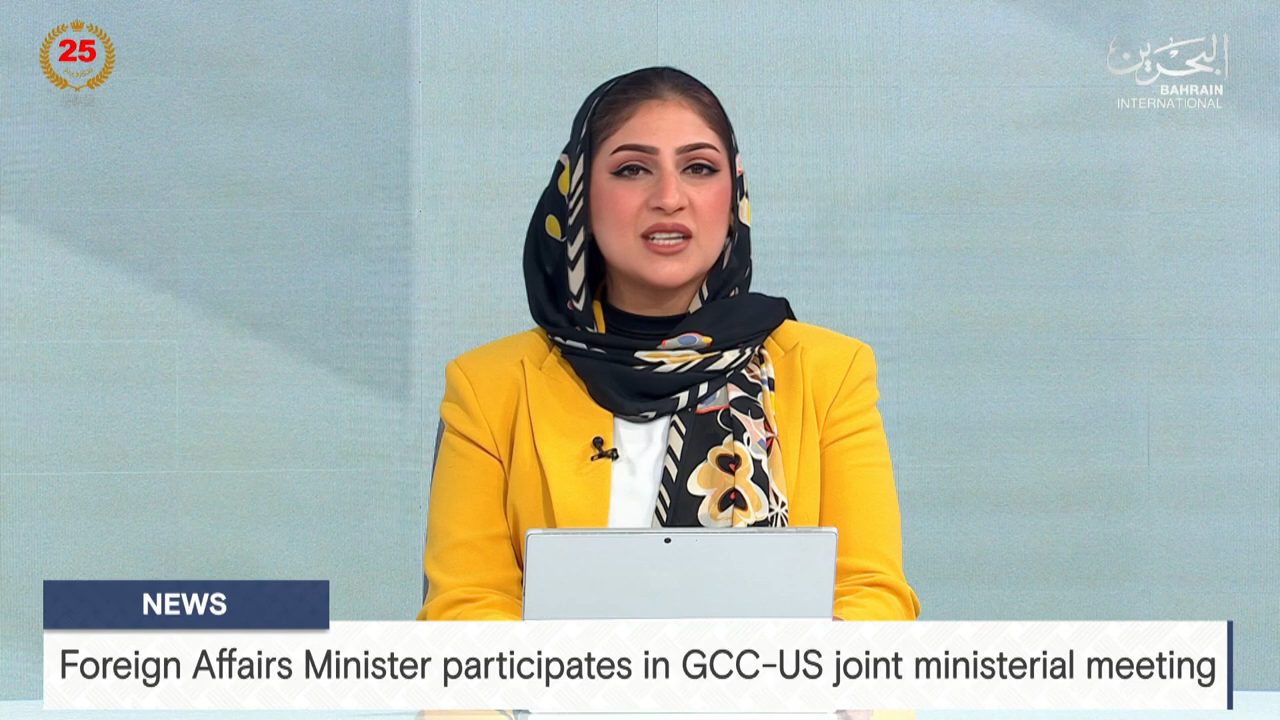 25
البحرين
BAHRAIN
INTERNATIONAL
NEWS
Foreign Affairs Minister participates in GCC-US joint ministerial meeting